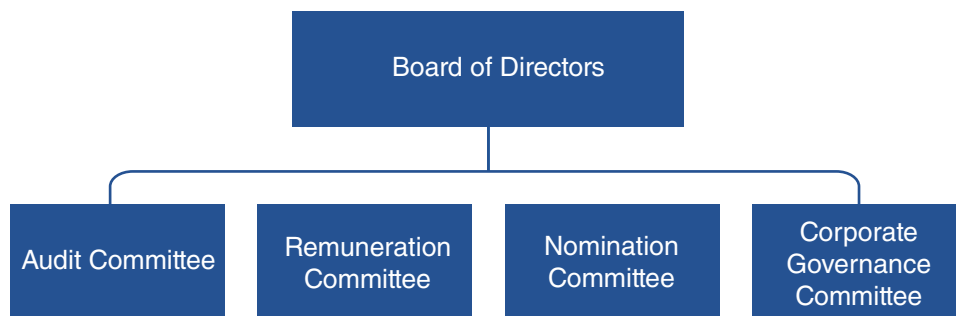 Board of Directors
Audit Committee
Remuneration
Committee
Nomination
Committee
Corporate
Governance
Committee